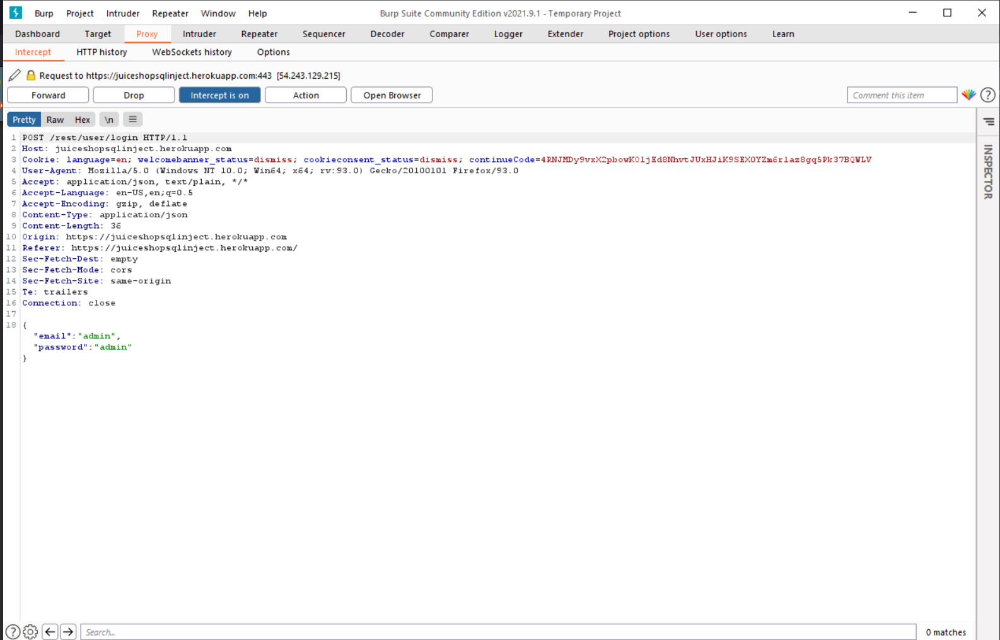 Burp Project Intruder Repeater Window Help Burp Suite Community Edition v2021.9.1 - Temporary Project
Dashboard Target Proxy Intruder Repeater Sequencer Decoder Comparer Logger Extender Project options User options Learn
Intercept HTTP history WebSockets history Options
Request to https://juiceshopsqlinject.herokuapp.com:443 [54.243.129.215]
Forward Drop Intercept is on Action Open Browser Comment this item ?
Pretty Raw Hex \n
INSPECTOR
1 POST /rest/user/login HTTP/1.1
2 Host: juiceshopsqlinject.herokuapp.com
3 Cookie: language=en; welcomebanner_status=dismiss; cookieconsent_status=dismiss; continueCode=4RNJMDy9vxX2pbowKOljEd8NhvtJUxHJiK9SEXOYZm6rlaz8gq5Pk37BQWLV
4 User-Agent: Mozilla/5.0 (Windows NT 10.0; Win64; x64; rv:93.0) Gecko/20100101 Firefox/93.0
5 Accept: application/json, text/plain, */*
6 Accept-Language: en-US,en;q=0.5
7 Accept-Encoding: gzip, deflate
8 Content-Type: application/json
9 Content-Length: 36
10 Origin: https://juiceshopsqlinject.herokuapp.com
11 Referer: https://juiceshopsqlinject.herokuapp.com/
12 Sec-Fetch-Dest: empty
13 Sec-Fetch-Mode: cors
14 Sec-Fetch-Site: same-origin
15 Te: trailers
16 Connection: close
17
18 {
"email":"admin",
"password":"admin"
}
? Search... 0 matches